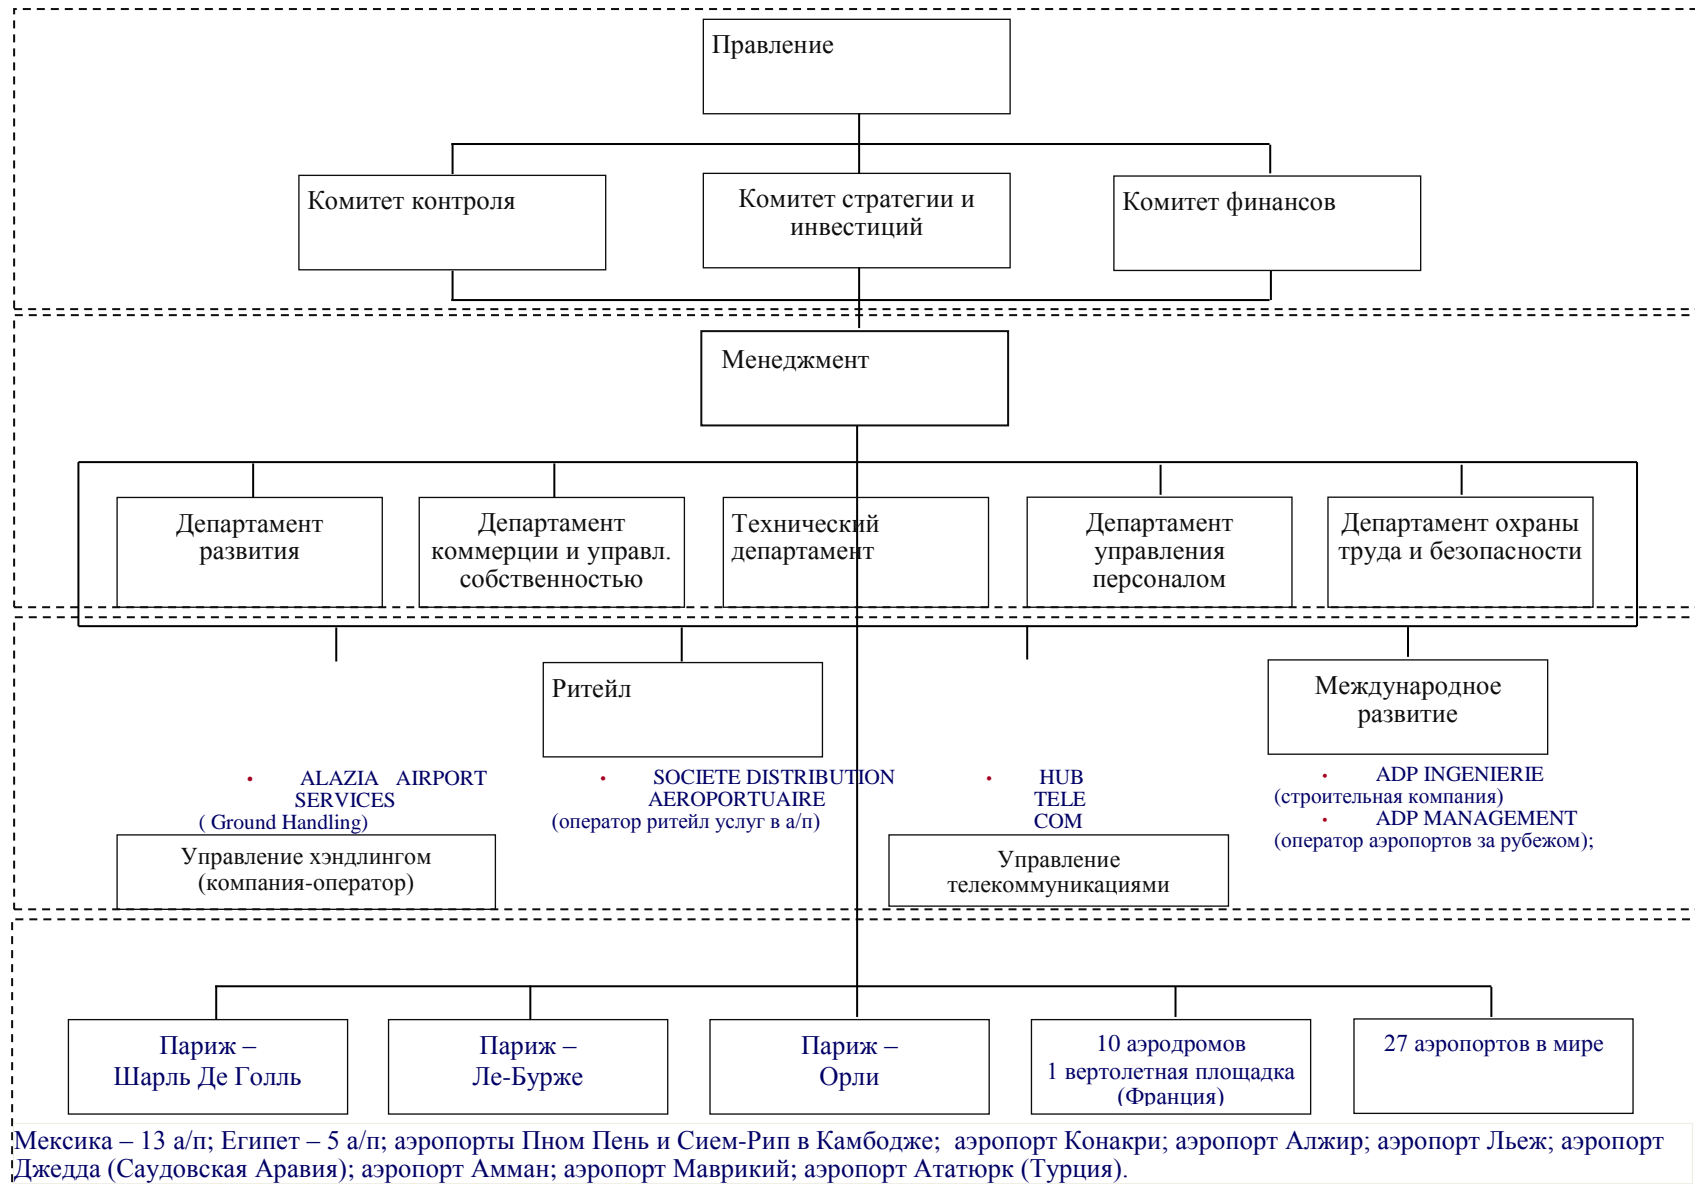 Правление
Комитет контроля
Комитет стратегии и
инвестиций
Комитет финансов
Менеджмент
Департамент
развития
Департамент
коммерции и управл.
собственностью
Технический
департамент
Департамент
управления
персоналом
Департамент охраны
труда и безопасности
Ритейл
Международное
развитие
• ALAZIA AIRPORT
SERVICES
( Ground Handling)
• SOCIETE DISTRIBUTION
AEROPORTUAIRE
(оператор ритейл услуг в а/п)
• HUB
TELE
COM
• ADP INGENIERIE
(строительная компания)
• ADP MANAGEMENT
(оператор аэропортов за рубежом);
Управление хэндлингом
(компания-оператор)
Управление
телекоммуникациями
Париж –
Шарль Де Голль
Париж –
Ле-Бурже
Париж –
Орли
10 аэродромов
1 вертолетная площадка
(Франция)
27 аэропортов в мире
Мексика – 13 а/п; Египет – 5 а/п; аэропорты Пном Пень и Сием-Рип в Камбодже; аэропорт Конакри; аэропорт Алжир; аэропорт Льеж; аэропорт
Джедда (Саудовская Аравия); аэропорт Амман; аэропорт Маврикий; аэропорт Ататюрк (Турция).